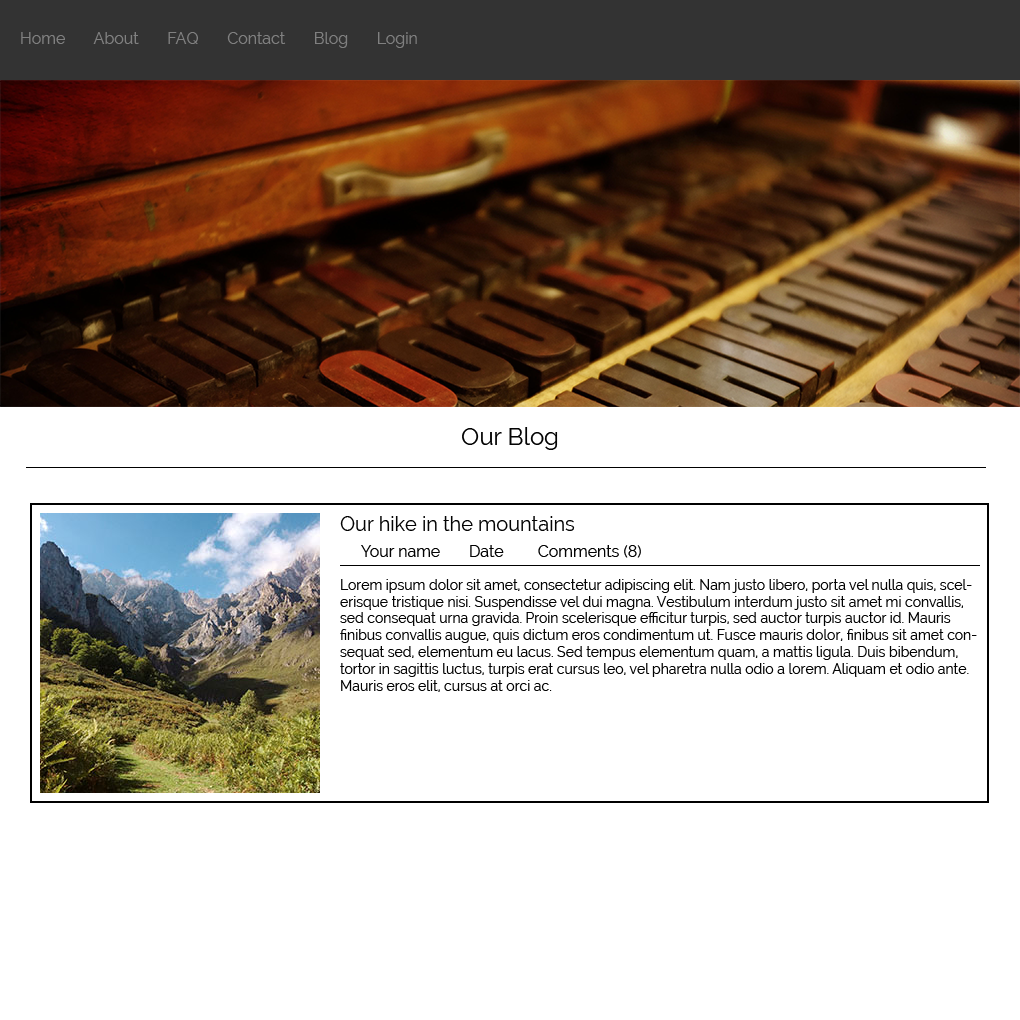 Home About FAQ Contact Blog Login
Our Blog
Our hike in the mountains
Your name Date Comments (8)
Lorem ipsum dolor sit amet, consectetur adipiscing elit. Nam justo libero, porta vel nulla quis, scel-
erisque tristique nisi. Suspendisse vel dui magna. Vestibulum interdum justo sit amet mi convallis,
sed consequat urna gravida. Proin scelerisque efficitur turpis, sed auctor turpis auctor id. Mauris
finibus convallis augue, quis dictum eros condimentum ut. Fusce mauris dolor, finibus sit amet con-
sequat sed, elementum eu lacus. Sed tempus elementum quam, a mattis ligula. Duis bibendum,
tortor in sagittis luctus, turpis erat cursus leo, vel pharetra nulla odio a lorem. Aliquam et odio ante.
Mauris eros elit, cursus at orci ac.